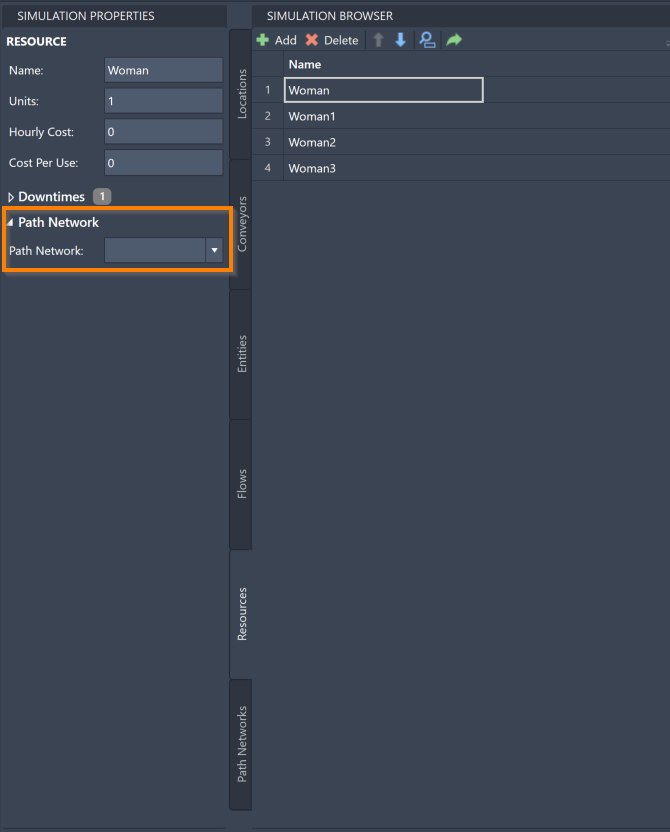 SIMULATION PROPERTIES
RESOURCE
Name: Woman
Units: 1
Hourly Cost: 0
Cost Per Use: 0
Downtimes 1
Path Network
Path Network:
Locations
Conveyors
Entities
Flows
Resources
Path Networks
SIMULATION BROWSER
Add Delete
Name
1 Woman
2 Woman1
3 Woman2
4 Woman3